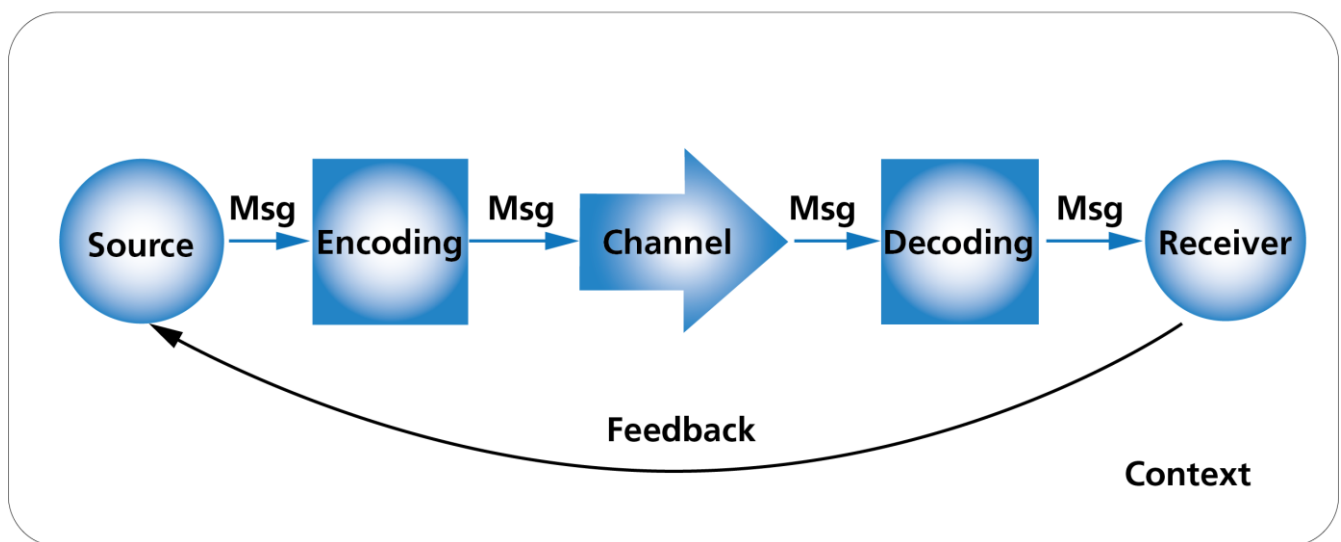 Msg
Msg
Msg
Msg
Source
Encoding
Channel
Decoding
Receiver
Feedback
Context